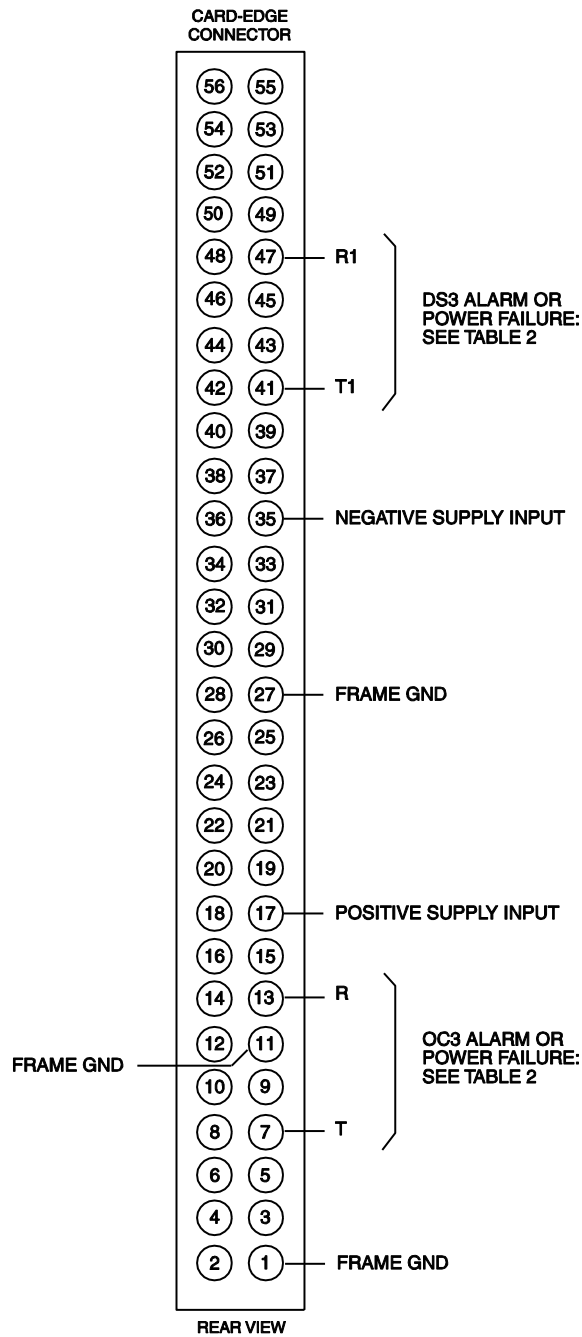 CARD-EDGE
CONNECTOR
56 55
54 53
52 51
50 49
48 47 R1
46 45
DS3 ALARM OR
POWER FAILURE:
SEE TABLE 2
44 43
42 41 T1
40 39
38 37
36 35 NEGATIVE SUPPLY INPUT
34 33
32 31
30 29
28 27 FRAME GND
26 25
24 23
22 21
20 19
18 17 POSITIVE SUPPLY INPUT
16 15
14 13 R
12 11
OC3 ALARM OR
POWER FAILURE:
SEE TABLE 2
FRAME GND
10 9
8 7 T
6 5
4 3
2 1 FRAME GND
REAR VIEW